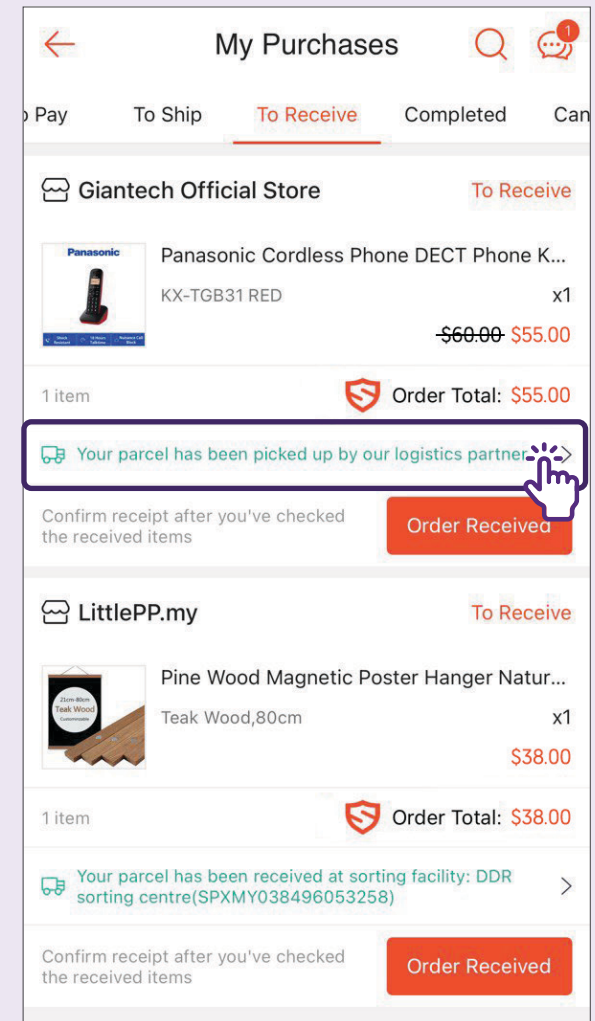 My Purchases
1
o Pay To Ship To Receive Completed Can
Giantech Official Store To Receive
Panasonic
Panasonic Cordless Phone DECT Phone K...
KX-TGB31 RED x1
$60.00 $55.00
1 item Order Total: $55.00
Your parcel has been picked up by our logistics partner
Confirm receipt after you've checked
the received items
Order Received
LittlePP.my To Receive
21cm-80cm
Teak Wood
Customizable
Pine Wood Magnetic Poster Hanger Natur...
Teak Wood,80cm x1
$38.00
1 item Order Total: $38.00
Your parcel has been received at sorting facility: DDR
sorting centre(SPXMY038496053258)
Confirm receipt after you've checked
the received items
Order Received